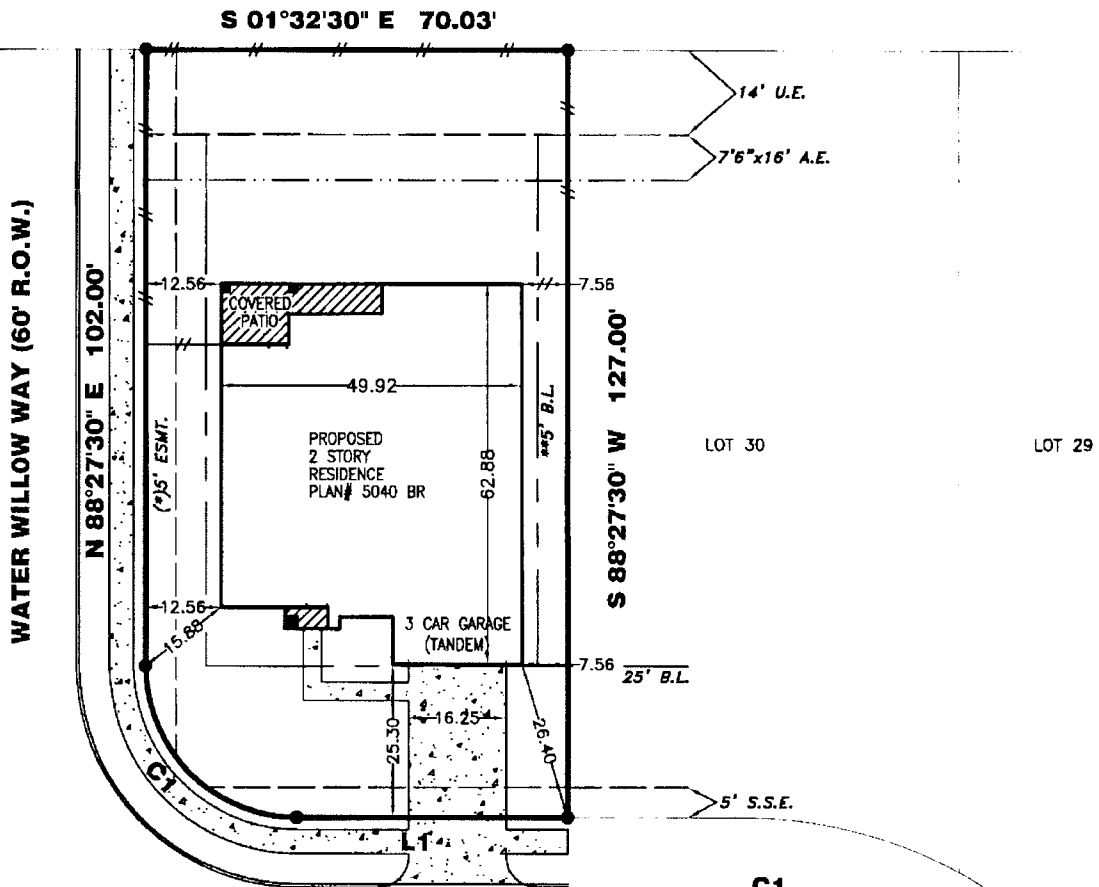 S 01°32'30" E 70.03'
14' U.E.
7'6"x16' A.E.
WATER WILLOW WAY (60' R.O.W.)
N 88°27'30" E 102.00'
12.56
7.56
COVERED
PATIO
49.92
(*)5' ESMT.
PROPOSED
2 STORY
RESIDENCE
PLAN# 5040 BR
62.88
**5' B.L.
S 88°27'30" W 127.00'
LOT 30
LOT 29
12.56
15.88
3 CAR GARAGE
(TANDEM)
7.56
25' B.L.
25.30
16.25
26.40
C1
5' S.S.E.
L1
C1